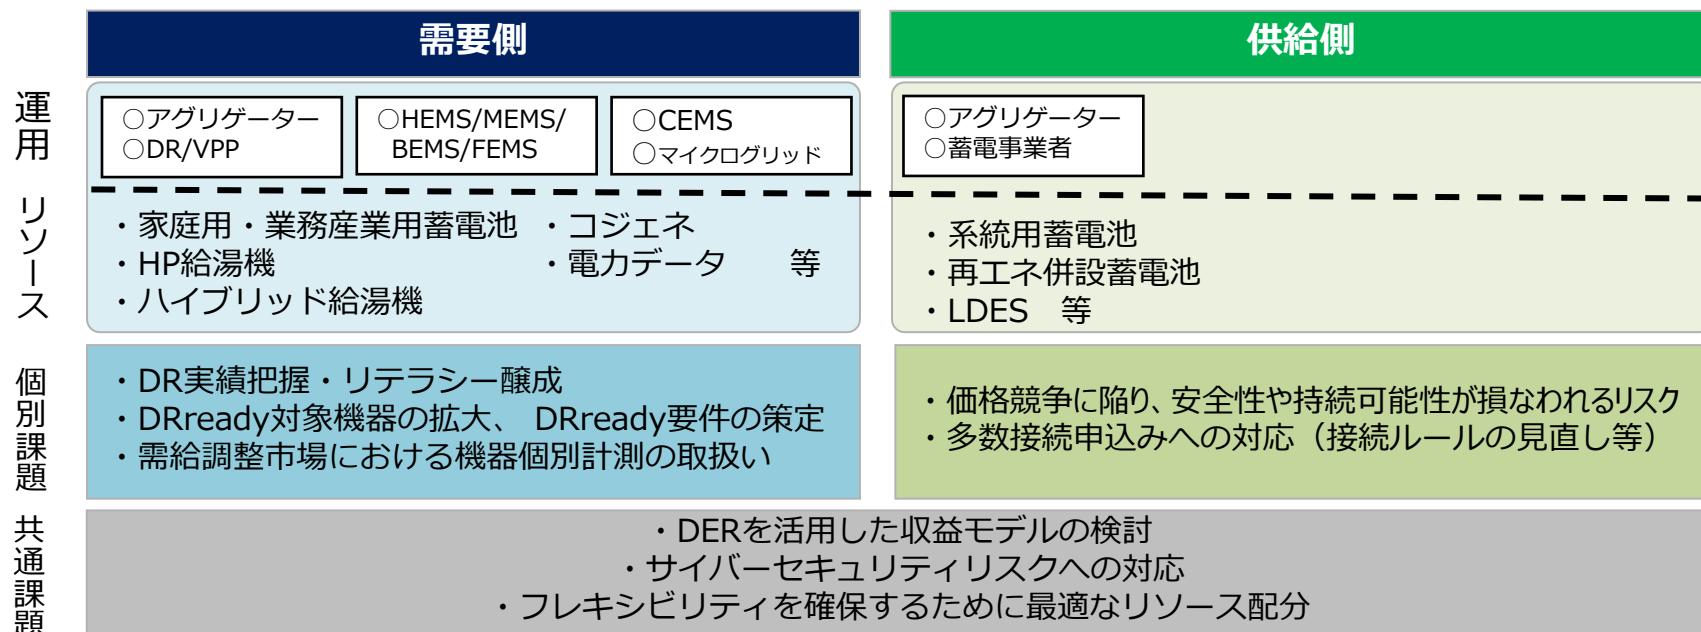 需要側
供給側
運用
○アグリゲーター
○DR/VPP
○HEMS/MEMS/
BEMS/FEMS
○CEMS
○マイクログリッド
○アグリゲーター
○蓄電事業者
リソース
・家庭用・業務産業用蓄電池 ・コジェネ
・HP給湯機 ・電力データ 等
・ハイブリッド給湯機
・系統用蓄電池
・再エネ併設蓄電池
・LDES 等
個別課題
・DR実績把握・リテラシー醸成
・DRready対象機器の拡大、 DRready要件の策定
・需給調整市場における機器個別計測の取扱い
・価格競争に陥り、安全性や持続可能性が損なわれるリスク
・多数接続申込みへの対応（接続ルールの見直し等）
共通課題
・DERを活用した収益モデルの検討
・サイバーセキュリティリスクへの対応
・フレキシビリティを確保するために最適なリソース配分